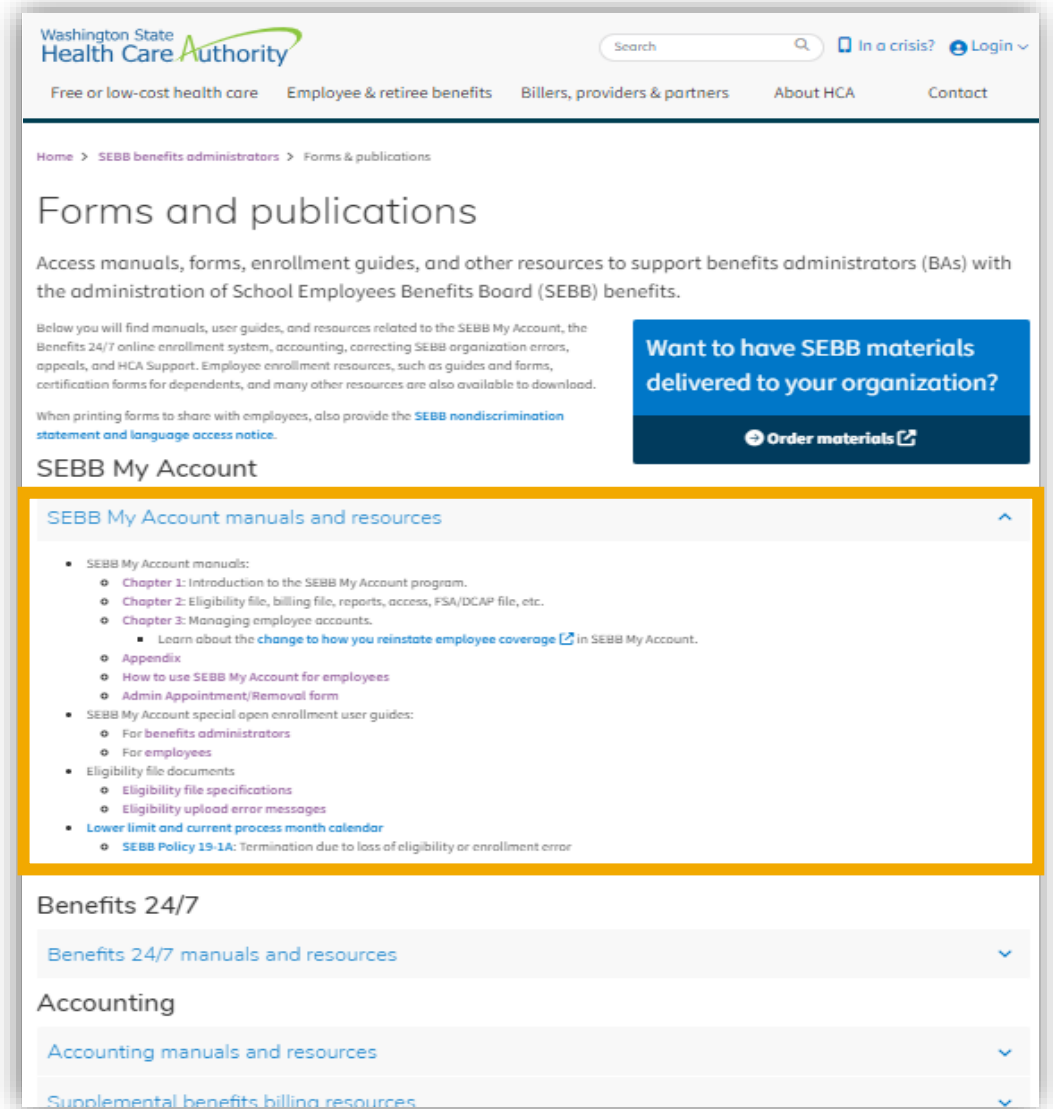 Washington State
Health Care Authority
Search
In a crisis?
Login
Free or low-cost health care
Employee & retiree benefits
Billers, providers & partners
About HCA
Contact
Home > SEBB benefits administrators > Forms & publications
Forms and publications
Access manuals, forms, enrollment guides, and other resources to support benefits administrators (BAs) with
the administration of School Employees Benefits Board (SEBB) benefits.
Below you will find manuals, user guides, and resources related to the SEBB My Account, the
Benefits 24/7 online enrollment system, accounting, correcting SEBB organization errors,
appeals, and HCA Support. Employee enrollment resources, such as guides and forms,
certification forms for dependents, and many other resources are also available to download.
When printing forms to share with employees, also provide the SEBB nondiscrimination
statement and language access notice.
Want to have SEBB materials
delivered to your organization?
Order materials
SEBB My Account
SEBB My Account manuals and resources
SEBB My Account manuals:
Chapter 1: Introduction to the SEBB My Account program.
Chapter 2: Eligibility file, billing file, reports, access, FSA/DCAP file, etc.
Chapter 3: Managing employee accounts.
Learn about the change to how you reinstate employee coverage in SEBB My Account.
Appendix
How to use SEBB My Account for employees
Admin Appointment/Removal form
SEBB My Account special open enrollment user guides:
For benefits administrators
For employees
Eligibility file documents
Eligibility file specifications
Eligibility upload error messages
Lower limit and current process month calendar
SEBB Policy 19-1A: Termination due to loss of eligibility or enrollment error
Benefits 24/7
Benefits 24/7 manuals and resources
Accounting
Accounting manuals and resources
Supplemental benefits billing resources